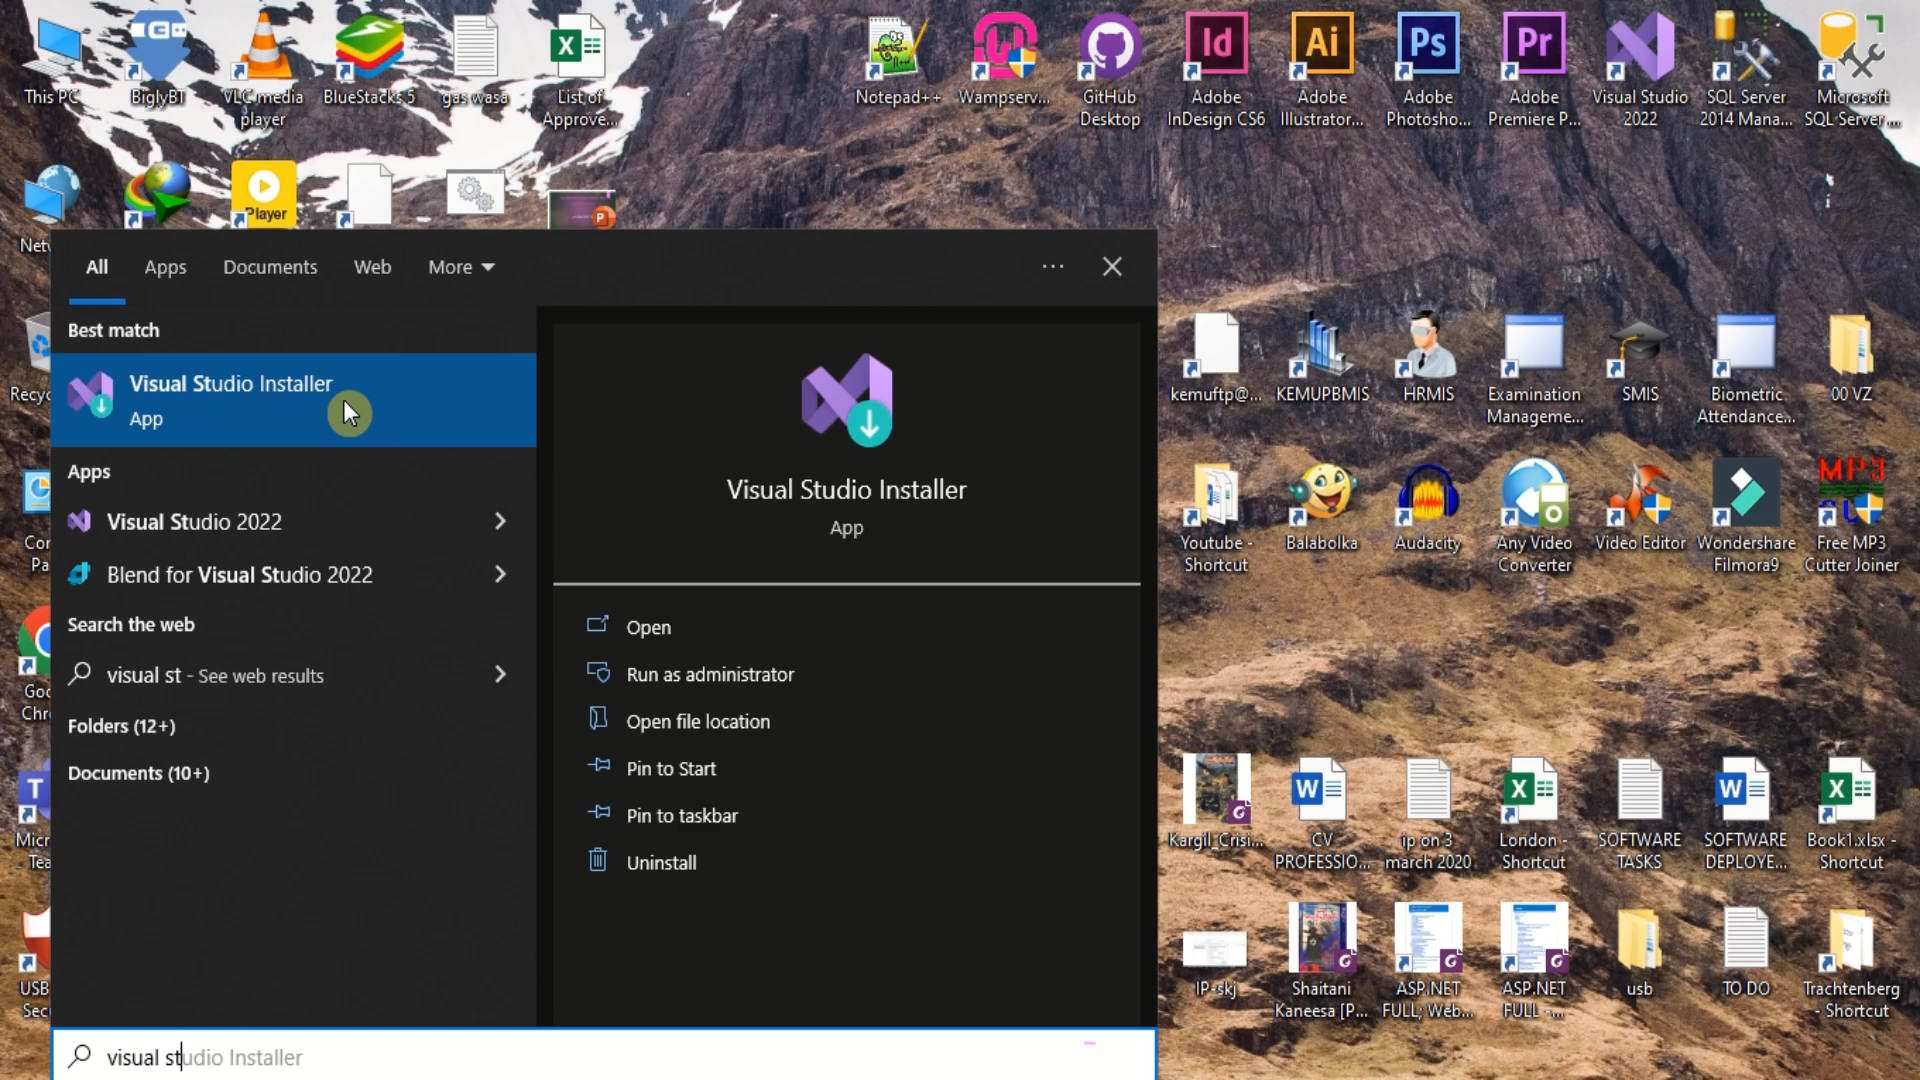 This PC
BiglyBT
VLC media
player
BlueStacks 5
gas wasa
List of
Approve...
Notepad++
Wampserv...
GitHub
Desktop
Id
Adobe
InDesign CS6
Ai
Adobe
Illustrator...
Ps
Adobe
Photosho...
Pr
Adobe
Premiere P...
Visual Studio
2022
SQL Server
2014 Mana...
Microsoft
SQL Server ...
Player
All
Apps
Documents
Web
More
Best match
Visual Studio Installer
App
Apps
Visual Studio 2022
Blend for Visual Studio 2022
Search the web
visual st - See web results
Folders (12+)
Documents (10+)
Visual Studio Installer
App
Open
Run as administrator
Open file location
Pin to Start
Pin to taskbar
Uninstall
visual studio Installer
kemuftp@...
KEMUPBMIS
HRMIS
Examination
Manageme...
SMIS
Biometric
Attendance...
00 VZ
Youtube -
Shortcut
Balabolka
Audacity
Any Video
Converter
Video Editor
Wondershare
Filmora9
MP3
Free MP3
Cutter Joiner
Kargil_Crisi...
CV
PROFESSIO...
ip on 3
march 2020
London -
Shortcut
SOFTWARE
TASKS
SOFTWARE
DEPLOYE...
Book1.xlsx -
Shortcut
IP-skj
Shaitani
Kaneesa [P...
ASP.NET
FULL; Web...
ASP.NET
FULL -...
usb
TO DO
Trachtenberg
- Shortcut